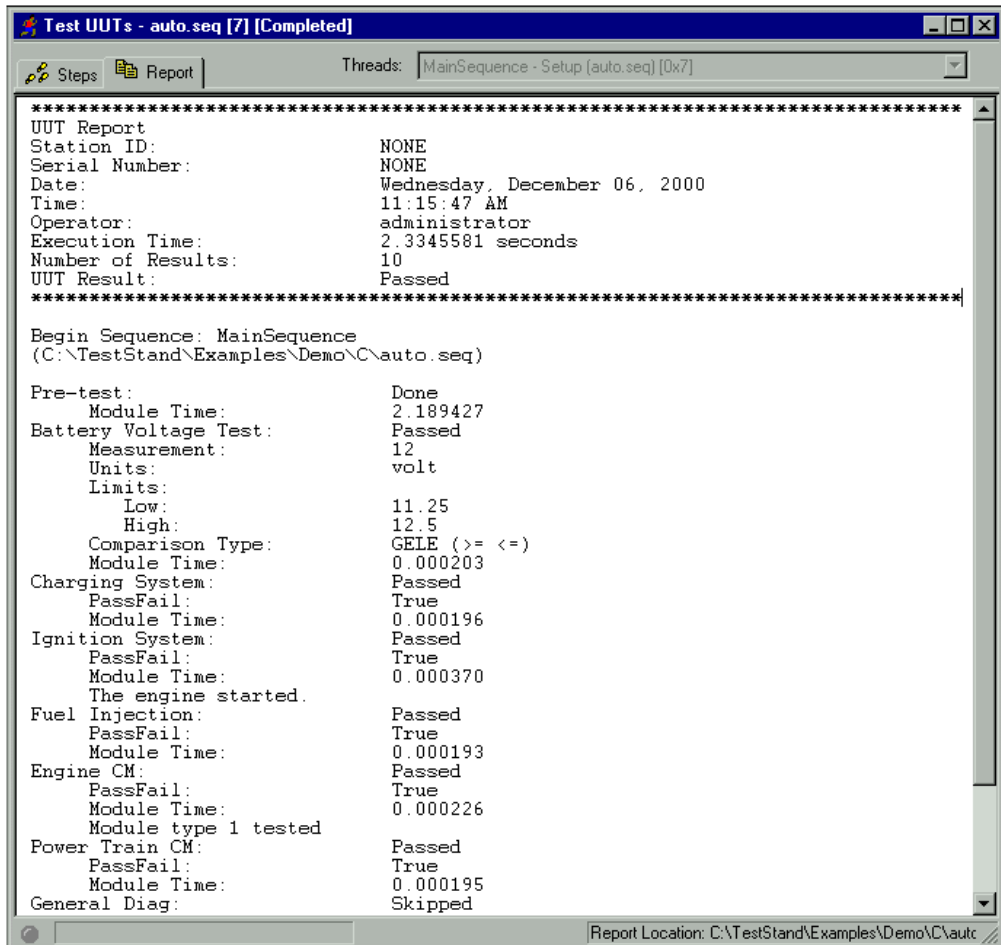 Test UUTs - auto.seq [7] [Completed]
Steps Report Threads: MainSequence - Setup (auto.seq) [0x7]
********************************************************************************
UUT Report
Station ID: NONE
Serial Number: NONE
Date: Wednesday, December 06, 2000
Time: 11:15:47 AM
Operator: administrator
Execution Time: 2.3345581 seconds
Number of Results: 10
UUT Result: Passed
********************************************************************************
Begin Sequence: MainSequence
(C:\TestStand\Examples\Demo\C\auto.seq)
Pre-test: Done
Module Time: 2.189427
Battery Voltage Test: Passed
Measurement: 12
Units: volt
Limits:
Low: 11.25
High: 12.5
Comparison Type: GELE (>= <=)
Module Time: 0.000203
Charging System: Passed
PassFail: True
Module Time: 0.000196
Ignition System: Passed
PassFail: True
Module Time: 0.000370
The engine started.
Fuel Injection: Passed
PassFail: True
Module Time: 0.000193
Engine CM: Passed
PassFail: True
Module Time: 0.000226
Module type 1 tested
Power Train CM: Passed
PassFail: True
Module Time: 0.000195
General Diag: Skipped
Report Location: C:\TestStand\Examples\Demo\C\autc